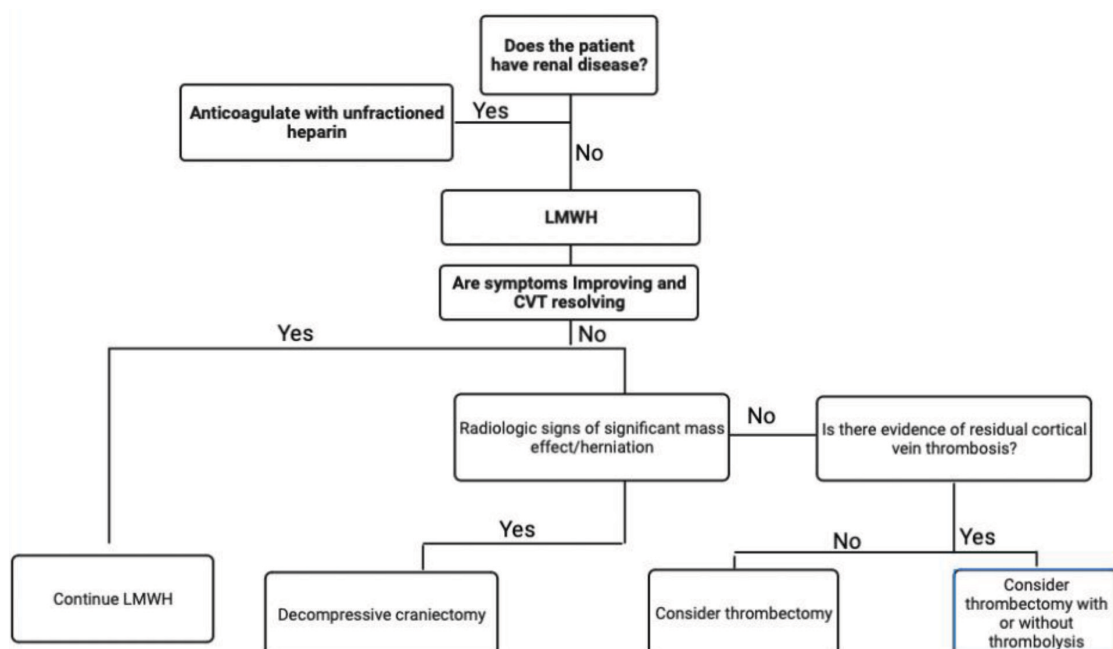 Does the patient
have renal disease?
Anticoagulate with unfractioned
heparin
Yes
No
LMWH
Are symptoms Improving and
CVT resolving
Yes
No
Radiologic signs of significant mass
effect/herniation
No
Is there evidence of residual cortical
vein thrombosis?
Yes
No
Yes
Continue LMWH
Decompressive craniectomy
Consider thrombectomy
Consider
thrombectomy with
or without
thrombolysis